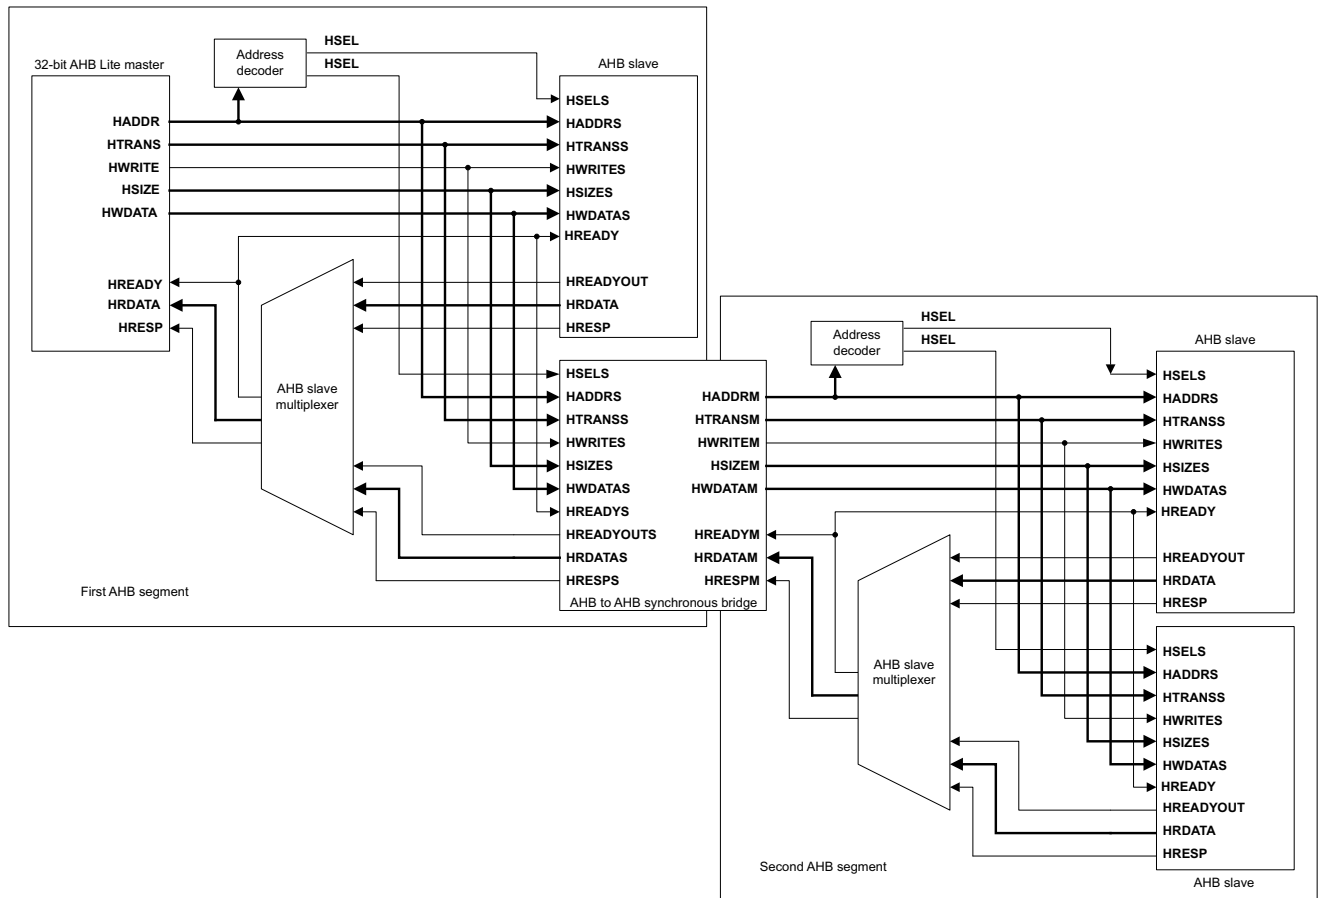 HSEL
HSEL
Address
decoder
32-bit AHB Lite master
AHB slave
HADDR
HTRANS
HWRITE
HSIZE
HWDATA
HREADY
HRDATA
HRESP
HSELS
HADDRS
HTRANSS
HWRITES
HSIZES
HWDATAS
HREADY
HREADYOUT
HRDATA
HRESP
AHB slave
multiplexer
HSELS
HADDRS
HTRANSS
HWRITES
HSIZES
HWDATAS
HREADYS
HREADYOUTS
HRDATAS
HRESPS
HADDRM
HTRANSM
HWRITEM
HSIZEM
HWDATAM
HREADYM
HRDATAM
HRESPM
AHB to AHB synchronous bridge
First AHB segment
HSEL
HSEL
Address
decoder
AHB slave
HSELS
HADDRS
HTRANSS
HWRITES
HSIZES
HWDATAS
HREADY
HREADYOUT
HRDATA
HRESP
AHB slave
multiplexer
HSELS
HADDRS
HTRANSS
HWRITES
HSIZES
HWDATAS
HREADY
HREADYOUT
HRDATA
HRESP
AHB slave
Second AHB segment